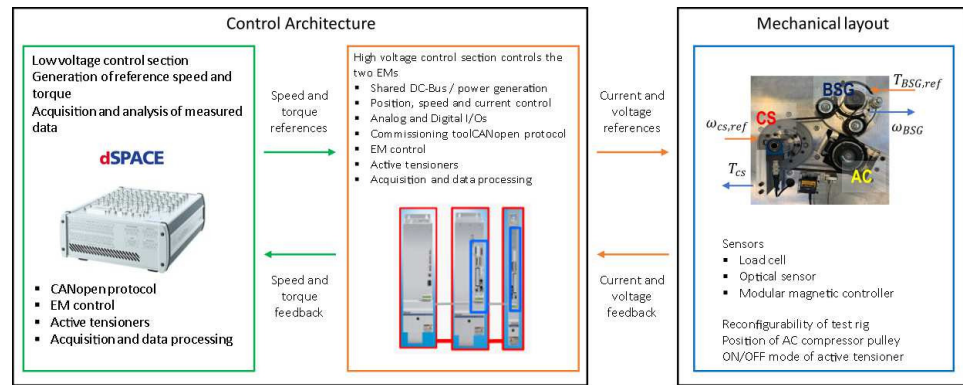 Control Architecture
Low voltage control section
Generation of reference speed and
torque
Acquisition and analysis of measured
data
dSPACE
▪ CANopen protocol
▪ EM control
▪ Active tensioners
▪ Acquisition and data processing
Speed and
torque
references
Speed and
torque
feedback
High voltage control section controls the
two EMs
▪ Shared DC-Bus / power generation
▪ Position, speed and current control
▪ Analog and Digital I/Os
▪ Commissioning toolCANopen protocol
▪ EM control
▪ Active tensioners
▪ Acquisition and data processing
Current and
voltage
references
Current and
voltage
feedback
Mechanical layout
BSG
T_{BSG,ref}
ω_{BSG}
CS
ω_{cs,ref}
T_{cs}
AC
Sensors
▪ Load cell
▪ Optical sensor
▪ Modular magnetic controller
Reconfigurability of test rig
Position of AC compressor pulley
ON/OFF mode of active tensioner